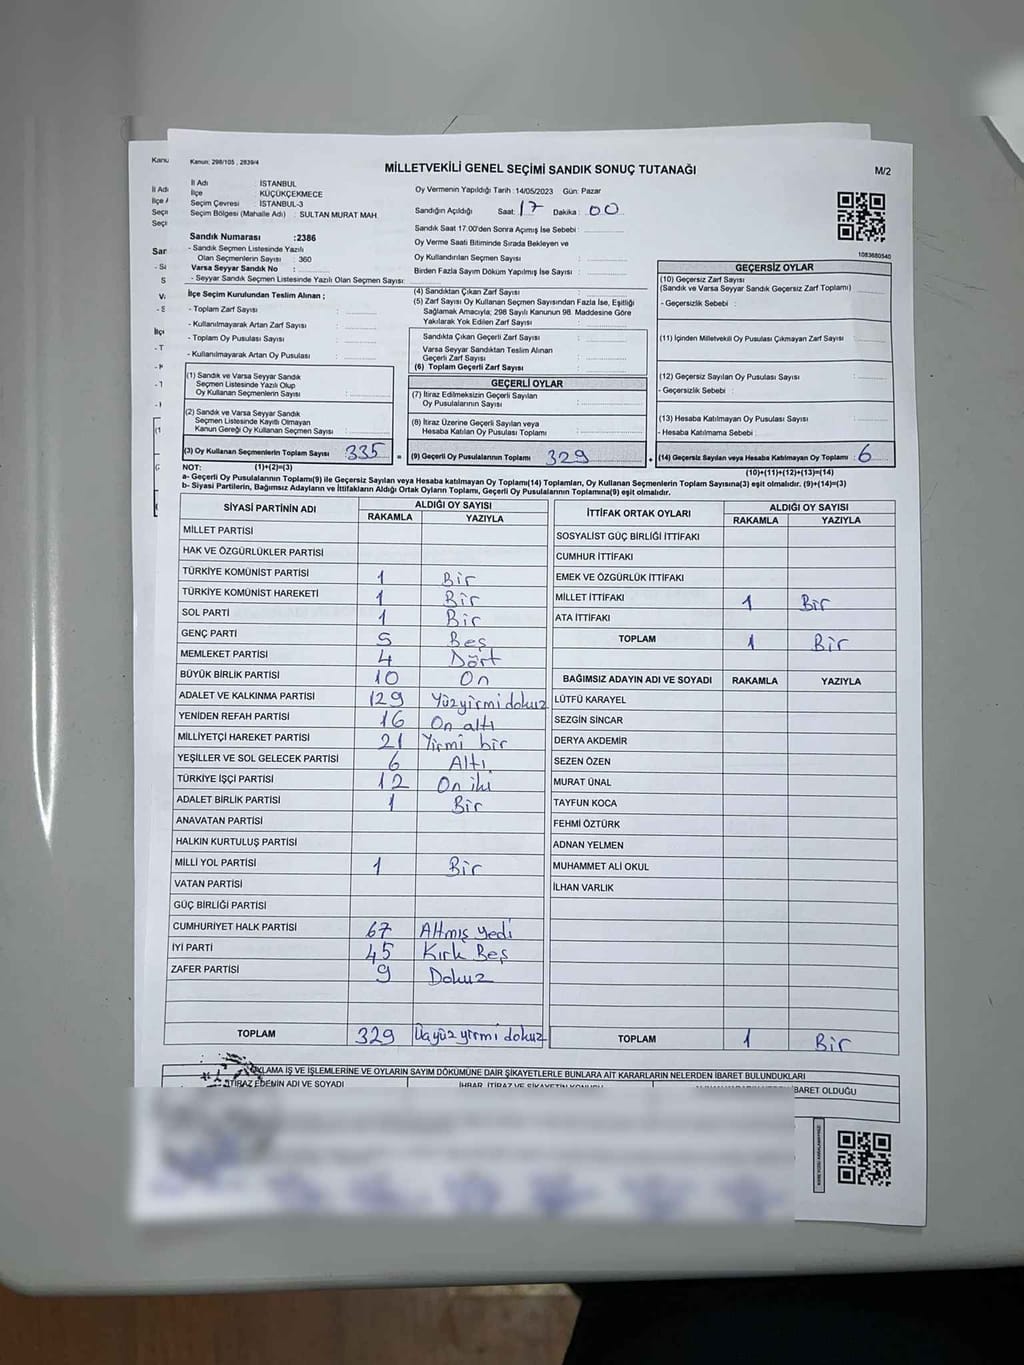 Kanu
Kanun: 298/105 , 2839/4
MİLLETVEKİLİ GENEL SEÇİMİ SANDIK SONUÇ TUTANAĞI
M/2
İl Adı : İSTANBUL
İlçe : KÜÇÜKÇEKMECE
Seçim Çevresi : İSTANBUL-3
Seçim Bölgesi (Mahalle Adı) : SULTAN MURAT MAH.
Sandık Numarası :2386
- Sandık Seçmen Listesinde Yazılı
Olan Seçmenlerin Sayısı : 360
Varsa Seyyar Sandık No :
- Seyyar Sandık Seçmen Listesinde Yazılı Olan Seçmen Sayısı:
İlçe Seçim Kurulundan Teslim Alınan ;
- Toplam Zarf Sayısı :
- Kullanılmayarak Artan Zarf Sayısı :
- Toplam Oy Pusulası Sayısı :
- Kullanılmayarak Artan Oy Pusulası :
(1) Sandık ve Varsa Seyyar Sandık
Seçmen Listesinde Yazılı Olup
Oy Kullanan Seçmenlerin Sayısı :
(2) Sandık ve Varsa Seyyar Sandık
Seçmen Listesinde Kayıtlı Olmayan
Kanun Gereği Oy Kullanan Seçmen Sayısı :
(3) Oy Kullanan Seçmenlerin Toplam Sayısı : 335
Oy Vermenin Yapıldığı Tarih : 14/05/2023 Gün: Pazar
Sandığın Açıldığı Saat: 17 Dakika : 00
Sandık Saat 17.00'den Sonra Açımış İse Sebebi :
Oy Verme Saati Bitiminde Sırada Bekleyen ve
Oy Kullandırılan Seçmen Sayısı :
Birden Fazla Sayım Döküm Yapılmış İse Sayısı :
(4) Sandıktan Çıkan Zarf Sayısı :
(5) Zarf Sayısı Oy Kullanan Seçmen Sayısından Fazla İse, Eşitliği
Sağlamak Amacıyla; 298 Sayılı Kanunun 98. Maddesine Göre
Yakılarak Yok Edilen Zarf Sayısı :
Sandıkta Çıkan Geçerli Zarf Sayısı :
Varsa Seyyar Sandıktan Teslim Alınan
Geçerli Zarf Sayısı :
(6) Toplam Geçerli Zarf Sayısı :
GEÇERLİ OYLAR
(7) İtiraz Edilmeksizin Geçerli Sayılan
Oy Pusulalarının Sayısı :
(8) İtiraz Üzerine Geçerli Sayılan veya
Hesaba Katılan Oy Pusulası Toplamı :
= (9) Geçerli Oy Pusulalarının Toplamı : 329
1083680540
GEÇERSİZ OYLAR
(10) Geçersiz Zarf Sayısı
(Sandık ve Varsa Seyyar Sandık Geçersiz Zarf Toplamı) :
- Geçersizlik Sebebi :
(11) İçinden Milletvekili Oy Pusulası Çıkmayan Zarf Sayısı :
(12) Geçersiz Sayılan Oy Pusulası Sayısı :
- Geçersizlik Sebebi :
(13) Hesaba Katılmayan Oy Pusulası Sayısı :
- Hesaba Katılmama Sebebi :
+ (14) Geçersiz Sayılan veya Hesaba Katılmayan Oy Toplamı : 6
NOT: (1)+(2)=(3) (10)+(11)+(12)+(13)=(14)
a- Geçerli Oy Pusulalarının Toplamı(9) ile Geçersiz Sayılan veya Hesaba Katılmayan Oy Toplamı(14) Toplamları, Oy Kullanan Seçmenlerin Toplam Sayısına(3) eşit olmalıdır. (9)+(14)=(3)
b- Siyasi Partilerin, Bağımsız Adayların ve İttifakların Aldığı Ortak Oyların Toplamı, Geçerli Oy Pusulalarının Toplamına(9) eşit olmalıdır.
SİYASİ PARTİNİN ADI ALDIĞI OY SAYISI
RAKAMLA YAZIYLA
MİLLET PARTİSİ
HAK VE ÖZGÜRLÜKLER PARTİSİ
TÜRKİYE KOMÜNİST PARTİSİ 1 Bir
TÜRKİYE KOMÜNİST HAREKETİ 1 Bir
SOL PARTİ 1 Bir
GENÇ PARTİ 5 Beş
MEMLEKET PARTİSİ 4 Dört
BÜYÜK BİRLİK PARTİSİ 10 On
ADALET VE KALKINMA PARTİSİ 129 Yüzyirmi dokuz
YENİDEN REFAH PARTİSİ 16 On altı
MİLLİYETÇİ HAREKET PARTİSİ 21 Yirmi bir
YEŞİLLER VE SOL GELECEK PARTİSİ 6 Altı
TÜRKİYE İŞÇİ PARTİSİ 12 On iki
ADALET BİRLİK PARTİSİ 1 Bir
ANAVATAN PARTİSİ
HALKIN KURTULUŞ PARTİSİ
MİLLİ YOL PARTİSİ 1 Bir
VATAN PARTİSİ
GÜÇ BİRLİĞİ PARTİSİ
CUMHURİYET HALK PARTİSİ 67 Altmış yedi
İYİ PARTİ 45 Kırk Beş
ZAFER PARTİSİ 9 Dokuz
TOPLAM 329 Üçyüz yirmi dokuz
İTTİFAK ORTAK OYLARI ALDIĞI OY SAYISI
RAKAMLA YAZIYLA
SOSYALİST GÜÇ BİRLİĞİ İTTİFAKI
CUMHUR İTTİFAKI
EMEK VE ÖZGÜRLÜK İTTİFAKI
MİLLET İTTİFAKI 1 Bir
ATA İTTİFAKI
TOPLAM 1 Bir
BAĞIMSIZ ADAYIN ADI VE SOYADI RAKAMLA YAZIYLA
LÜTFÜ KARAYEL
SEZGİN SİNCAR
DERYA AKDEMİR
SEZEN ÖZEN
MURAT ÜNAL
TAYFUN KOCA
FEHMİ ÖZTÜRK
ADNAN YELMEN
MUHAMMET ALİ OKUL
İLHAN VARLIK
TOPLAM 1 Bir
OYLAMA İŞ VE İŞLEMLERİNE VE OYLARIN SAYIM DÖKÜMÜNE DAİR ŞİKAYETLERLE BUNLARA AİT KARARLARIN NELERDEN İBARET BULUNDUKLARI
İTİRAZ EDENİN ADI VE SOYADI İHBAR, İTİRAZ VE ŞİKAYETİN KONUSU İBARET OLDUĞU